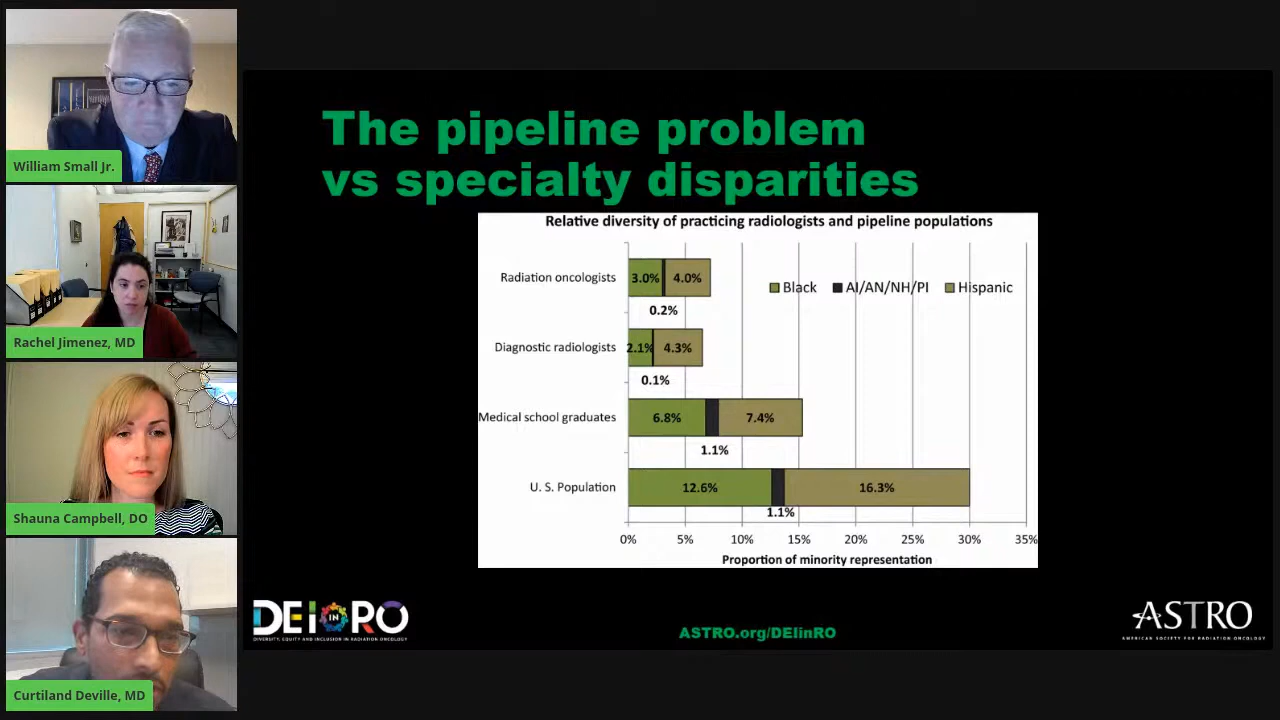 William Small Jr.
Rachel Jimenez, MD
Shauna Campbell, DO
Curtiland Deville, MD
The pipeline problem
vs specialty disparities
Relative diversity of practicing radiologists and pipeline populations
Black AI/AN/NH/PI Hispanic
Radiation oncologists 3.0% 4.0%
0.2%
Diagnostic radiologists 2.1% 4.3%
0.1%
Medical school graduates 6.8% 7.4%
1.1%
U. S. Population 12.6% 16.3%
1.1%
0% 5% 10% 15% 20% 25% 30% 35%
Proportion of minority representation
DEI IN RO
DIVERSITY, EQUITY AND INCLUSION IN RADIATION ONCOLOGY
ASTRO.org/DEIinRO
ASTRO
AMERICAN SOCIETY FOR RADIATION ONCOLOGY